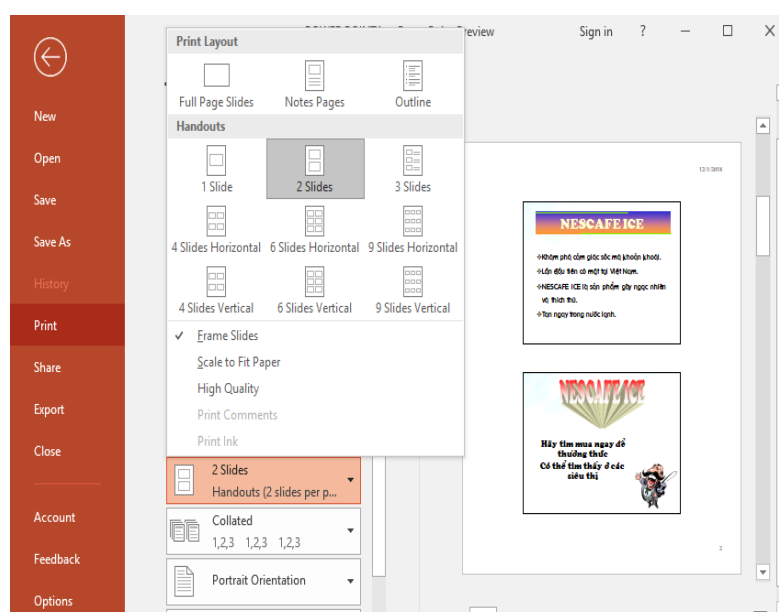 review
Sign in
?
New
Open
Save
Save As
History
Print
Share
Export
Close
Account
Feedback
Options
Print Layout
Full Page Slides
Notes Pages
Outline
Handouts
1 Slide
2 Slides
3 Slides
4 Slides Horizontal
6 Slides Horizontal
9 Slides Horizontal
4 Slides Vertical
6 Slides Vertical
9 Slides Vertical
Frame Slides
Scale to Fit Paper
High Quality
Print Comments
Print Ink
2 Slides
Handouts (2 slides per p...
Collated
1,2,3 1,2,3 1,2,3
Portrait Orientation
12/1/2018
NESCAFE ICE
Khám phá cảm giác sốc mà khoản khoái.
Lần đầu tiên có mặt tại Việt Nam.
NESCAFE ICE là sản phẩm gây ngạc nhiên
và thích thú.
Tan ngay trong nước lạnh.
NESCAFE ICE
Hãy tìm mua ngay để
thưởng thức
Có thể tìm thấy ở các
siêu thị
2